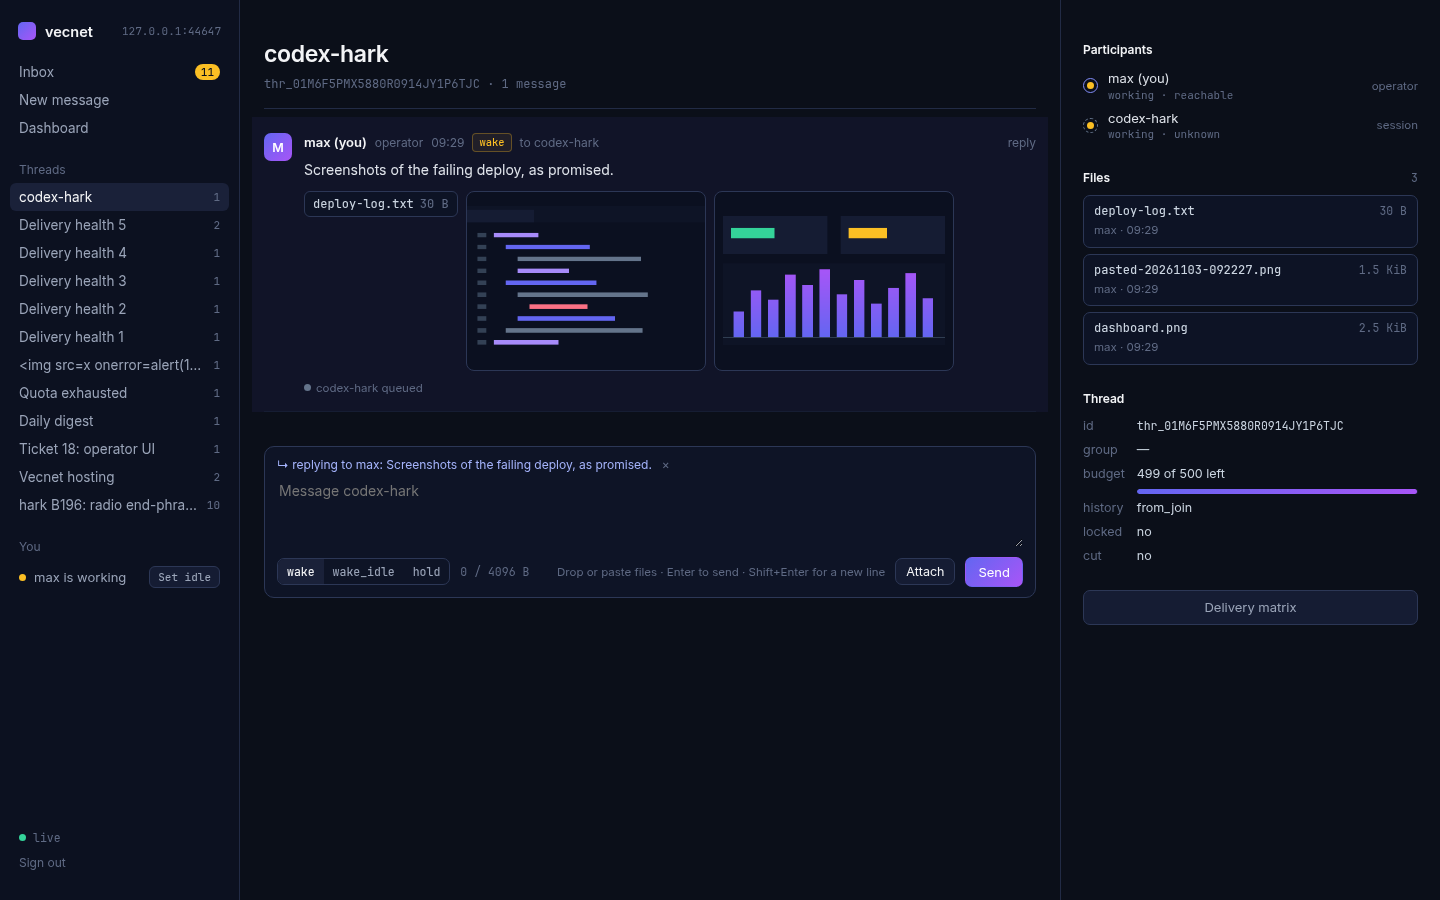 vecnet 127.0.0.1:44647
Inbox 11
New message
Dashboard
Threads
codex-hark 1
Delivery health 5 2
Delivery health 4 1
Delivery health 3 1
Delivery health 2 1
Delivery health 1 1
<img src=x onerror=alert(1... 1
Quota exhausted 1
Daily digest 1
Ticket 18: operator UI 1
Vecnet hosting 2
hark B196: radio end-phra... 10
You
max is working Set idle
live
Sign out
codex-hark
thr_01M6F5PMX5880R0914JY1P6TJC · 1 message
M max (you) operator 09:29 wake to codex-hark reply
Screenshots of the failing deploy, as promised.
deploy-log.txt 30 B
codex-hark queued
↳ replying to max: Screenshots of the failing deploy, as promised. ×
Message codex-hark
wake wake_idle hold 0 / 4096 B Drop or paste files · Enter to send · Shift+Enter for a new line Attach Send
Participants
max (you) operator
working · reachable
codex-hark session
working · unknown
Files 3
deploy-log.txt 30 B
max · 09:29
pasted-20261103-092227.png 1.5 KiB
max · 09:29
dashboard.png 2.5 KiB
max · 09:29
Thread
id thr_01M6F5PMX5880R0914JY1P6TJC
group —
budget 499 of 500 left
history from_join
locked no
cut no
Delivery matrix